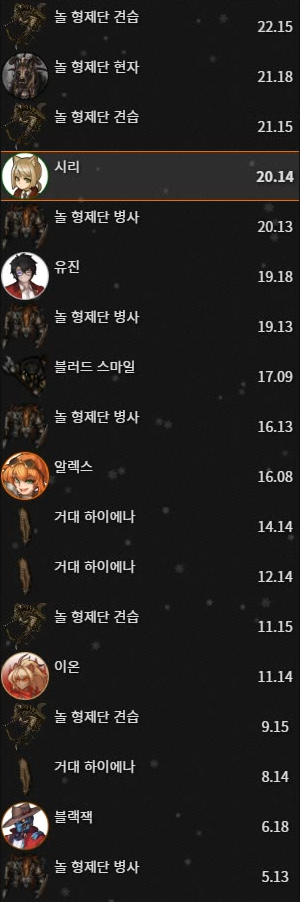 놀 형제단 견습
22.15
놀 형제단 현자
21.18
놀 형제단 견습
21.15
시리
20.14
놀 형제단 병사
20.13
유진
19.18
놀 형제단 병사
19.13
블러드 스마일
17.09
놀 형제단 병사
16.13
알렉스
16.08
거대 하이에나
14.14
거대 하이에나
12.14
놀 형제단 견습
11.15
이온
11.14
놀 형제단 견습
9.15
거대 하이에나
8.14
블랙잭
6.18
놀 형제단 병사
5.13